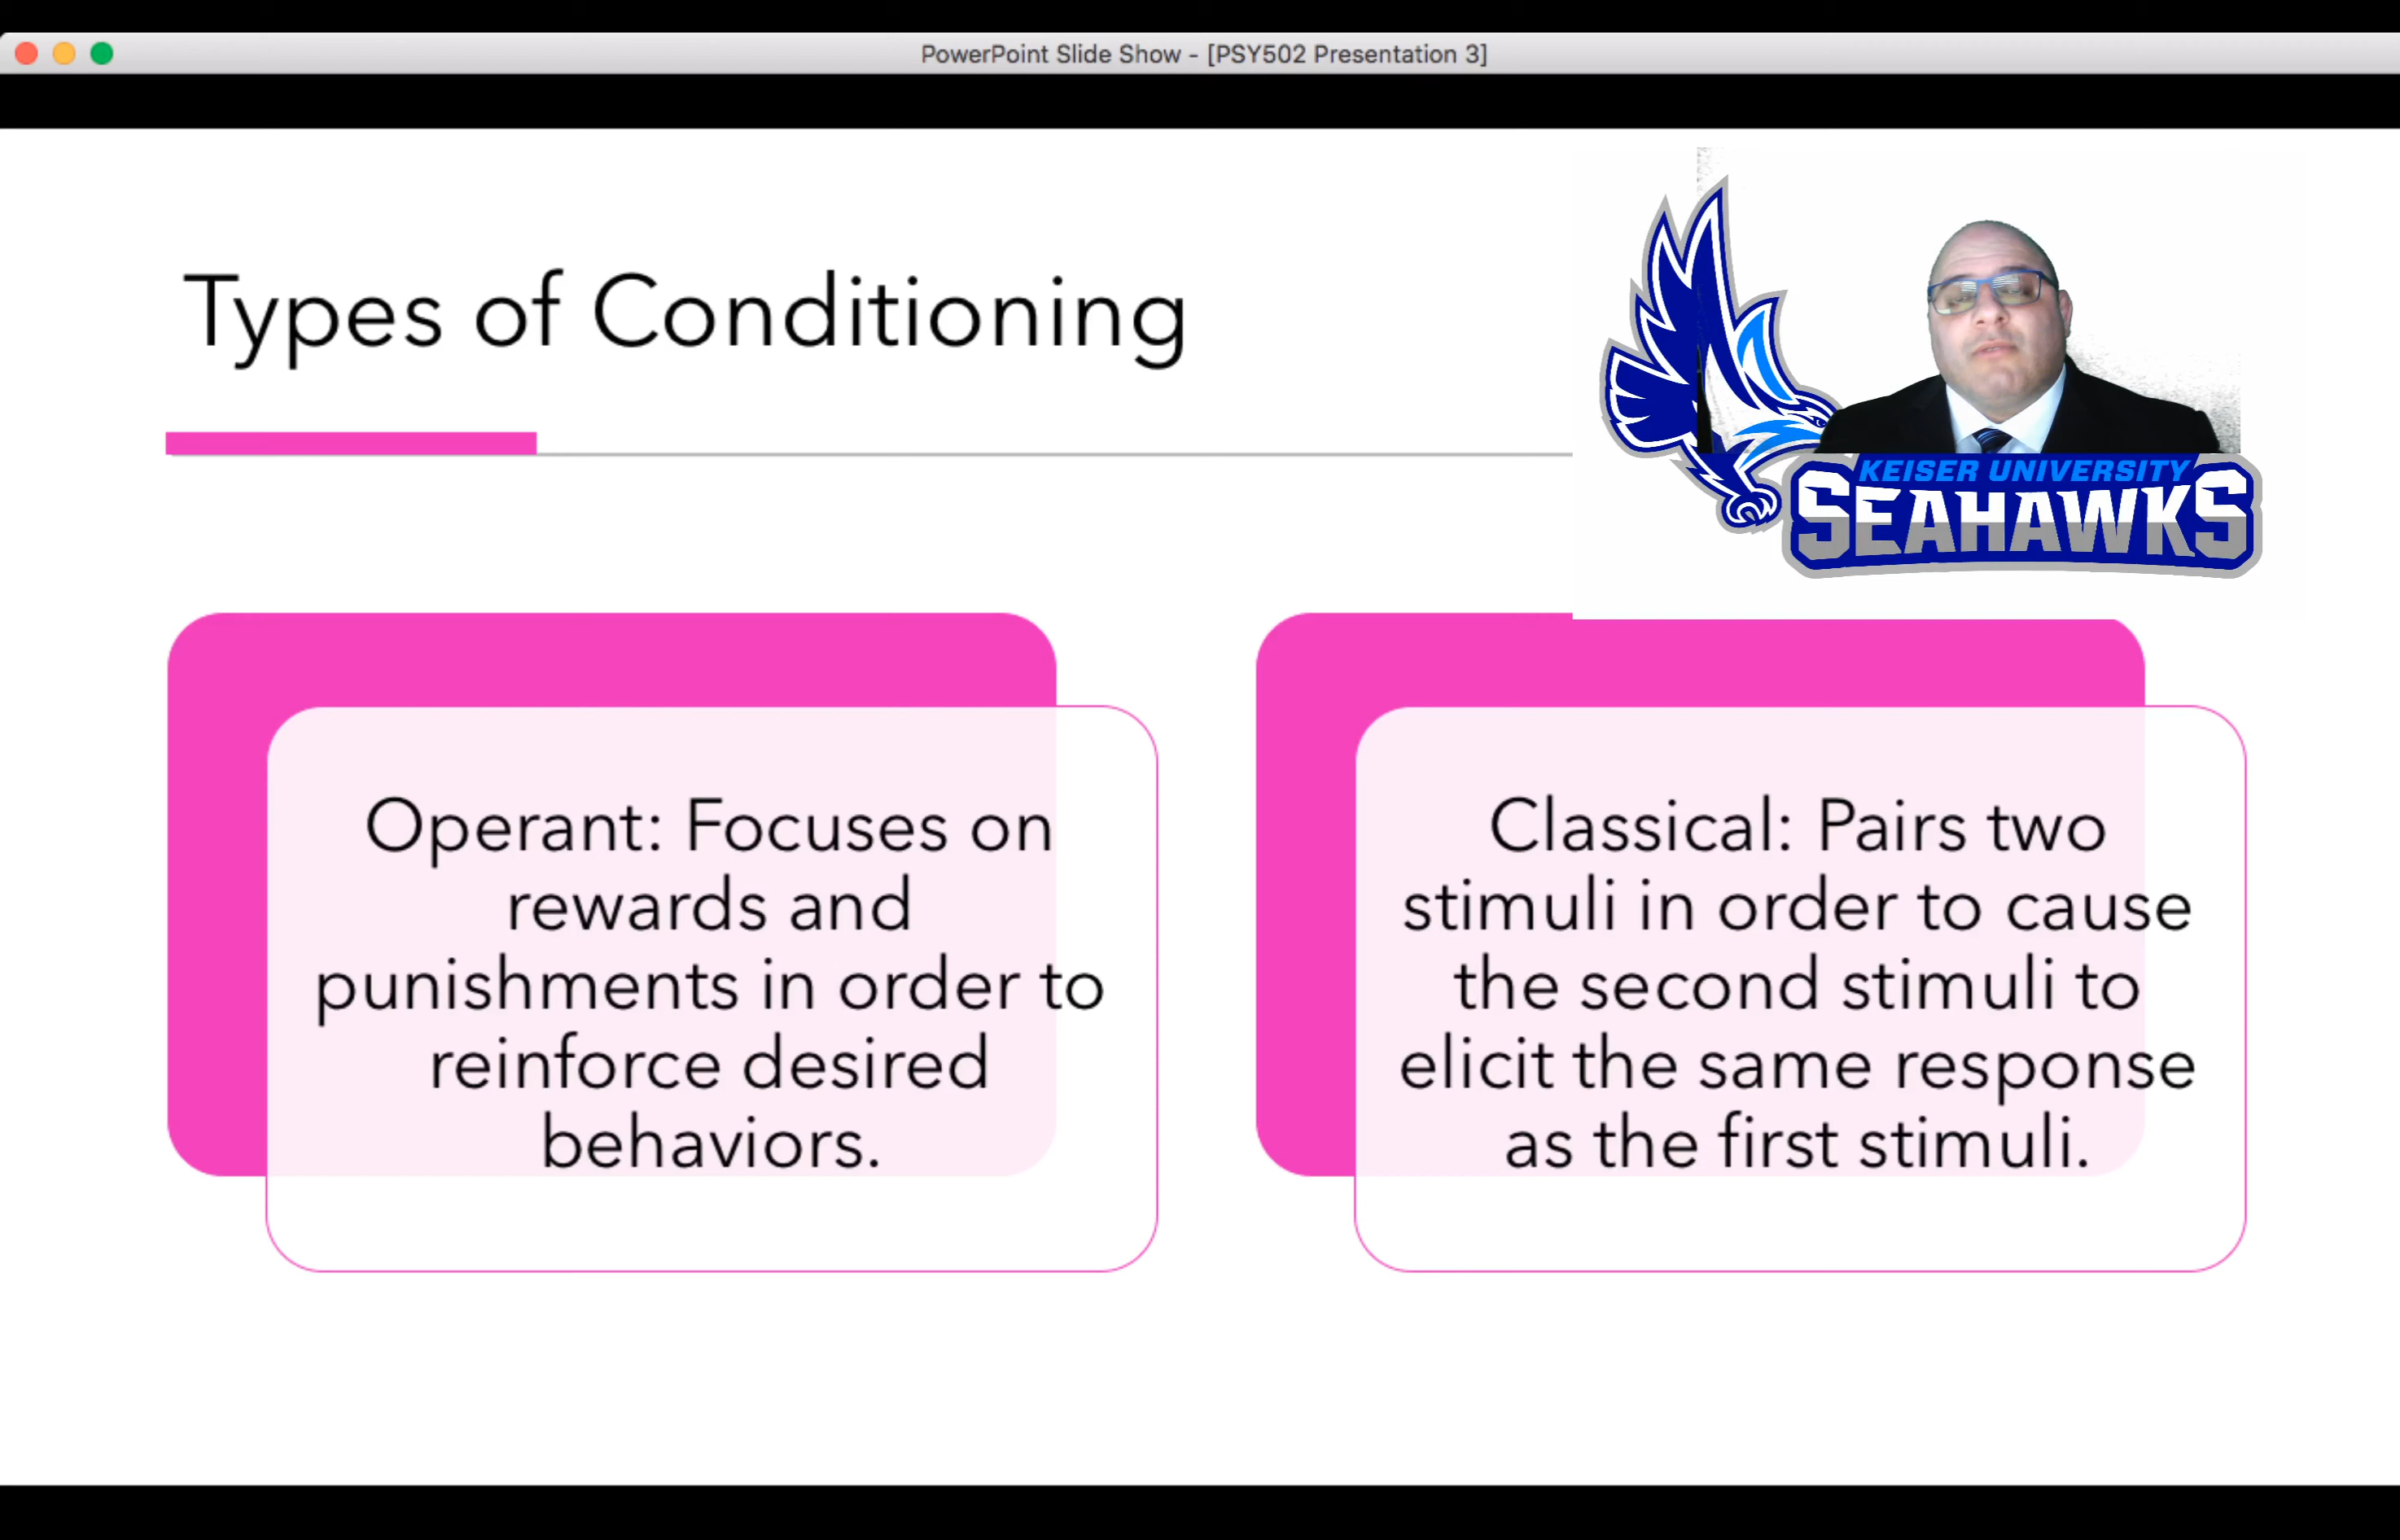 PowerPoint Slide Show - [PSY502 Presentation 3]
Types of Conditioning
KEISER UNIVERSITY
SEAHAWKS
Operant: Focuses on
rewards and
punishments in order to
reinforce desired
behaviors.
Classical: Pairs two
stimuli in order to cause
the second stimuli to
elicit the same response
as the first stimuli.